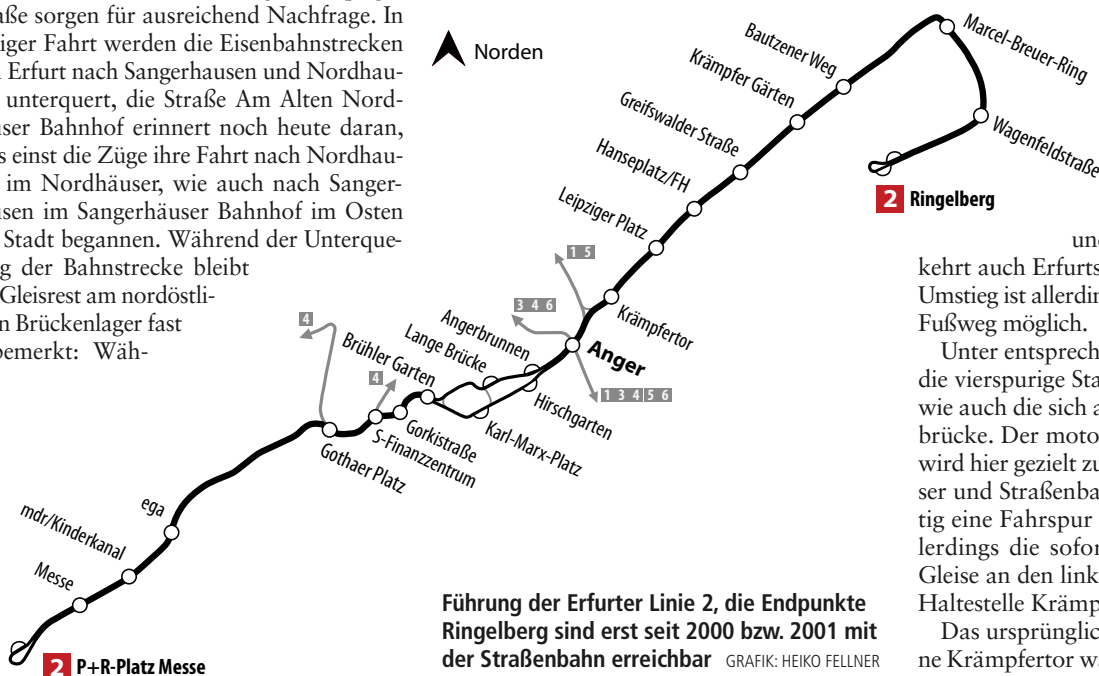 aße sorgen für ausreichend Nachfrage. In
iger Fahrt werden die Eisenbahnstrecken
Erfurt nach Sangerhausen und Nordhau-
unterquert, die Straße Am Alten Nord-
user Bahnhof erinnert noch heute daran,
s einst die Züge ihre Fahrt nach Nordhau-
im Nordhäuser, wie auch nach Sanger-
usen im Sangerhäuser Bahnhof im Osten
Stadt begannen. Während der Unterque-
g der Bahnstrecke bleibt
Gleisrest am nordöstli-
n Brückenlager fast
bemerkt: Wäh-
Norden
Marcel-Breuer-Ring
Bautzener Weg
Krämpfer Gärten
Wagenfeldstraße
Greifswalder Straße
Hanseplatz/FH
2 Ringelberg
Leipziger Platz
1 5
Krämpfertor
3 4 6
Angerbrunnen
Anger
Lange Brücke
4
Brühler Garten
4
1 3 4 5 6
Hirschgarten
Karl-Marx-Platz
Gorkistraße
S-Finanzzentrum
Gothaer Platz
ega
mdr/Kinderkanal
Messe
2 P+R-Platz Messe
Führung der Erfurter Linie 2, die Endpunkte
Ringelberg sind erst seit 2000 bzw. 2001 mit
der Straßenbahn erreichbar GRAFIK: HEIKO FELLNER
un
kehrt auch Erfurts
Umstieg ist allerdin
Fußweg möglich.
Unter entsprech
die vierspurige Sta
wie auch die sich a
brücke. Der moto
wird hier gezielt zu
ser und Straßenba
tig eine Fahrspur
lerdings die sofor
Gleise an den link
Haltestelle Krämp
Das ursprünglic
ne Krämpfertor wa